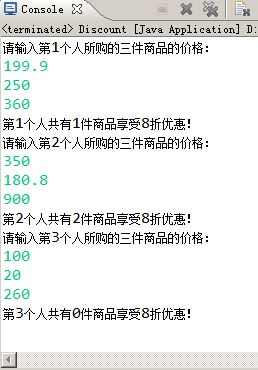 Console
<terminated> Discount [Java Application] D:
请输入第1个人所购的三件商品的价格:
199.9
250
360
第1个人共有1件商品享受8折优惠!
请输入第2个人所购的三件商品的价格:
350
180.8
900
第2个人共有2件商品享受8折优惠!
请输入第3个人所购的三件商品的价格:
100
20
260
第3个人共有0件商品享受8折优惠!